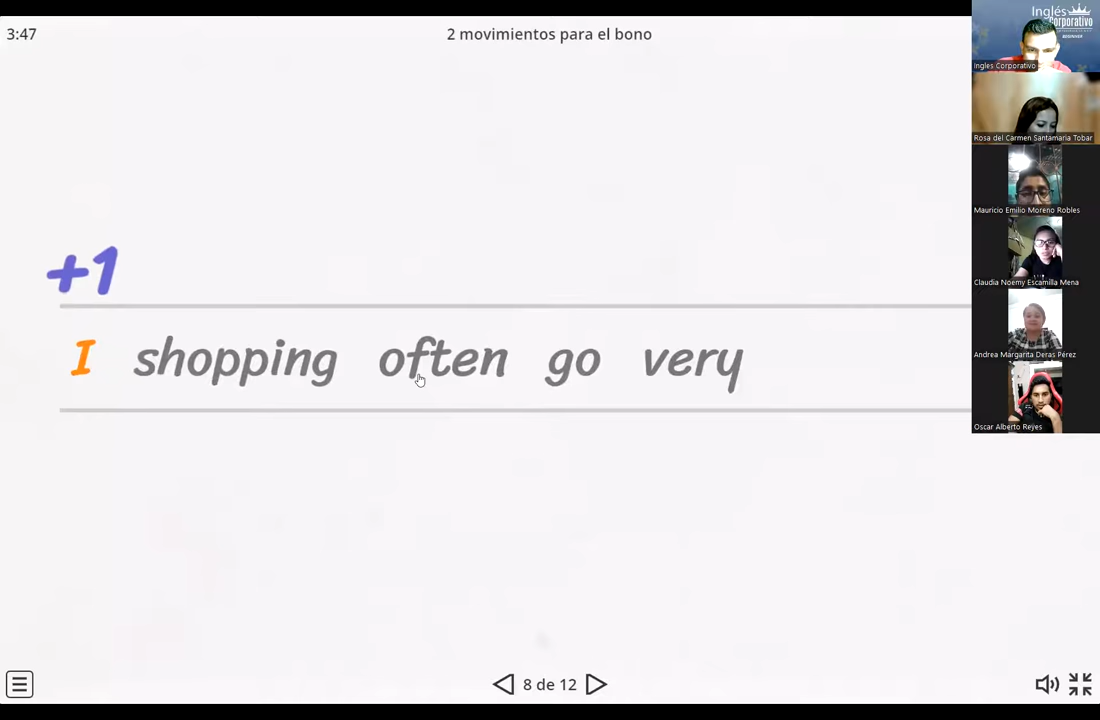 3:47
2 movimientos para el bono
+1
I shopping often go very
8 de 12
Inglés
Corporativo
BEGINNER
Ingles Corporativo
Rosa del Carmen Santamaria Tobar
Mauricio Emilio Moreno Robles
Claudia Noemy Escamilla Mena
Andrea Margarita Deras Pérez
Oscar Alberto Reyes